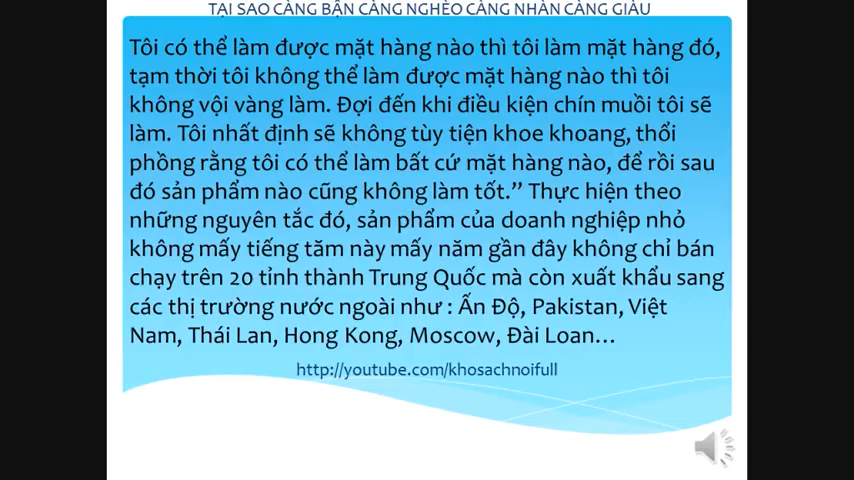 TẠI SAO CÀNG BẬN CÀNG NGHÈO CÀNG NHÀN CÀNG GIÀU
Tôi có thể làm được mặt hàng nào thì tôi làm mặt hàng đó,
tạm thời tôi không thể làm được mặt hàng nào thì tôi
không vội vàng làm. Đợi đến khi điều kiện chín muồi tôi sẽ
làm. Tôi nhất định sẽ không tùy tiện khoe khoang, thổi
phồng rằng tôi có thể làm bất cứ mặt hàng nào, để rồi sau
đó sản phẩm nào cũng không làm tốt.” Thực hiện theo
những nguyên tắc đó, sản phẩm của doanh nghiệp nhỏ
không mấy tiếng tăm này mấy năm gần đây không chỉ bán
chạy trên 20 tỉnh thành Trung Quốc mà còn xuất khẩu sang
các thị trường nước ngoài như : Ấn Độ, Pakistan, Việt
Nam, Thái Lan, Hong Kong, Moscow, Đài Loan...
http://youtube.com/khosachnoifull